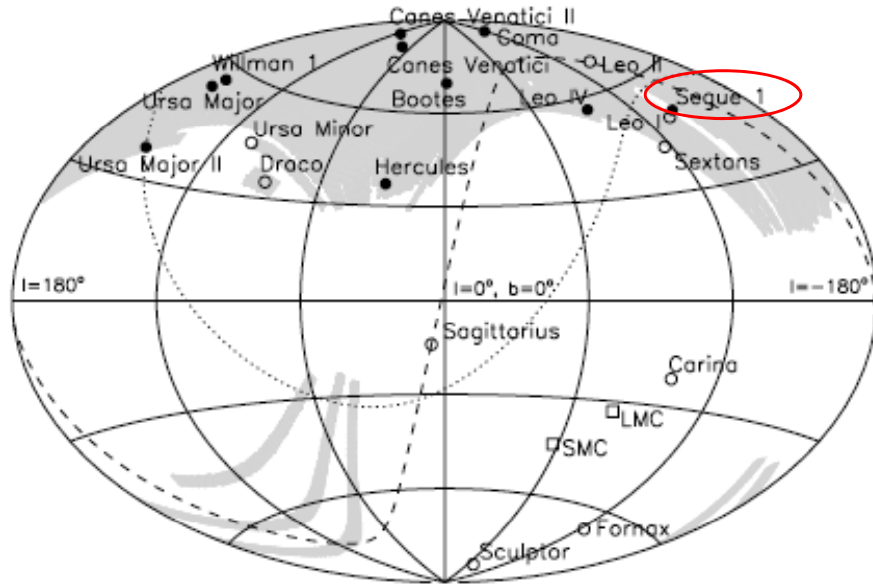 Canes Venatici II
Coma
Willman 1
Canes Venatici
Leo II
Ursa Major
Bootes
Leo IV
Segue 1
Ursa Minor
Leo I
Ursa Major II
Draco
Hercules
Sextans
l=180°
l=0°, b=0°
l=-180°
Sagittarius
Carina
LMC
SMC
Fornax
Sculptor